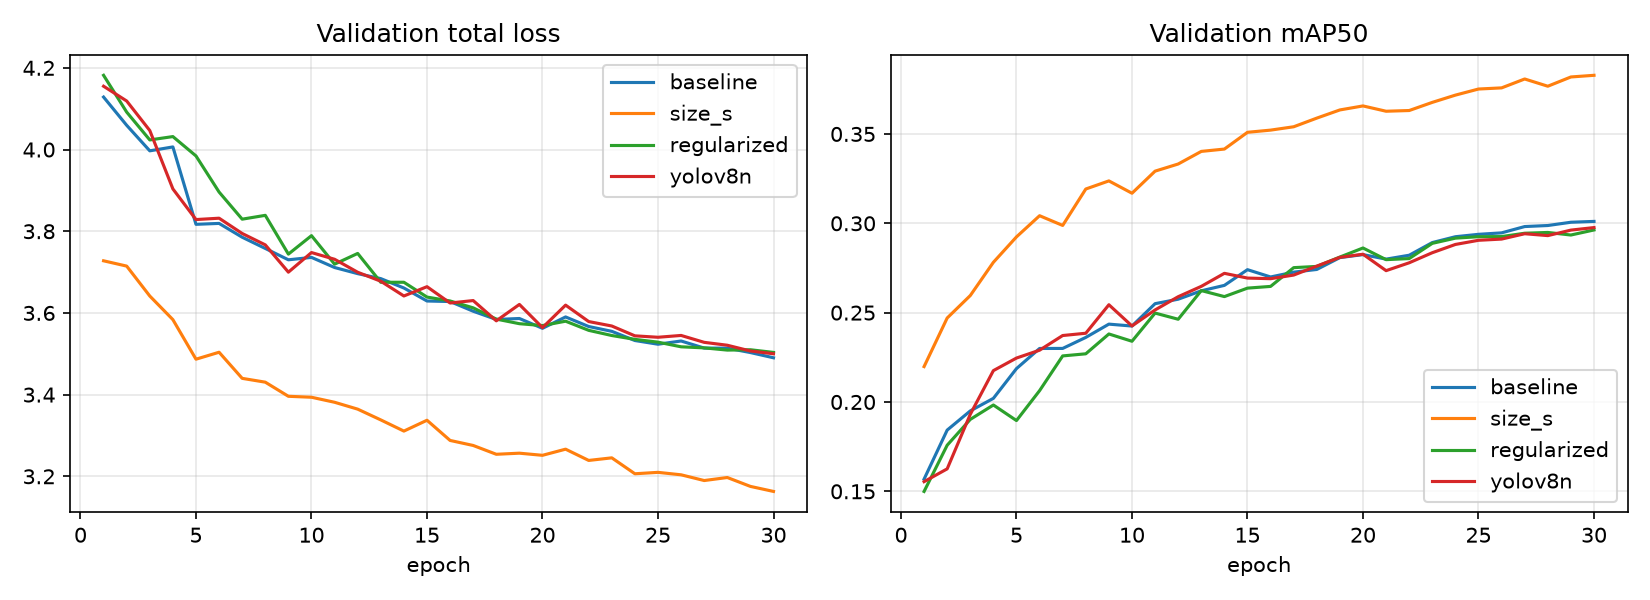 Validation total loss
4.2
4.0
3.8
3.6
3.4
3.2
0
5
10
15
20
25
30
epoch
baseline
size_s
regularized
yolov8n
Validation mAP50
0.35
0.30
0.25
0.20
0.15
0
5
10
15
20
25
30
epoch
baseline
size_s
regularized
yolov8n